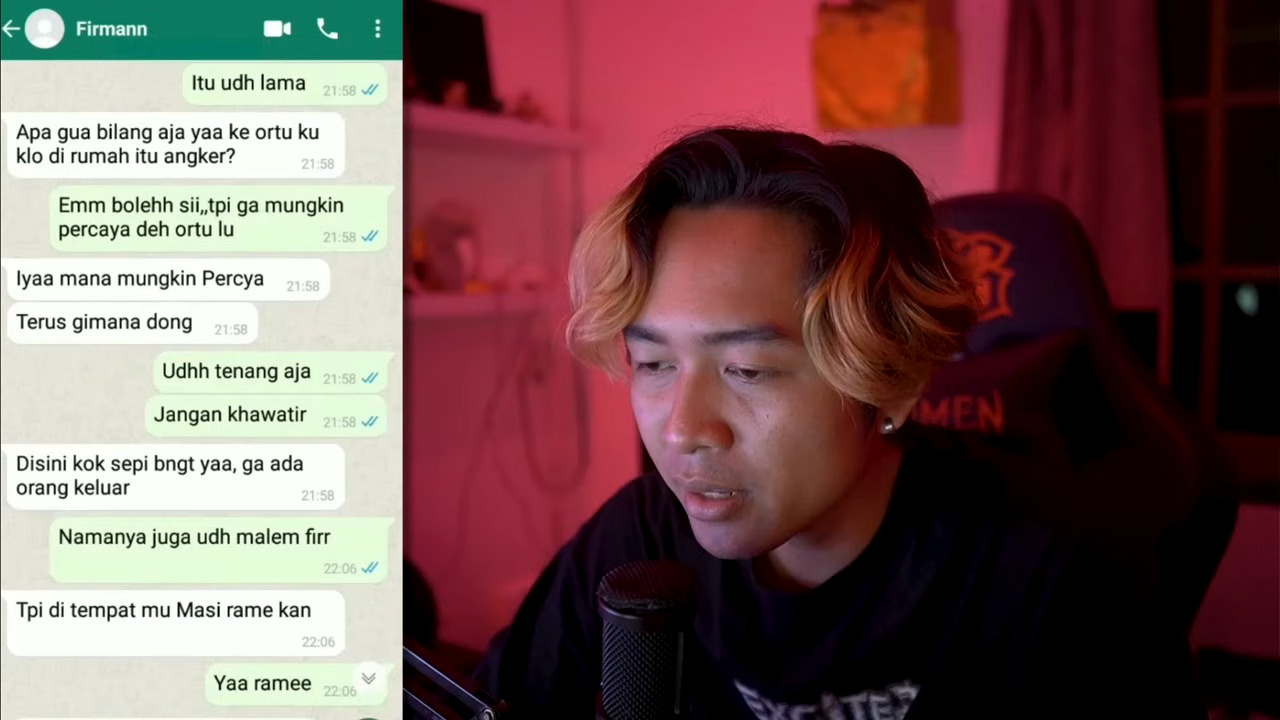 Firmann
Itu udh lama
21:58
Apa gua bilang aja yaa ke ortu ku
klo di rumah itu angker?
21:58
Emm bolehh sii,,tpi ga mungkin
percaya deh ortu lu
21:58
Iyaa mana mungkin Percya
21:58
Terus gimana dong
21:58
Udhh tenang aja
21:58
Jangan khawatir
21:58
Disini kok sepi bngt yaa, ga ada
orang keluar
21:58
Namanya juga udh malem firr
22:06
Tpi di tempat mu Masi rame kan
22:06
Yaa ramee
22:06